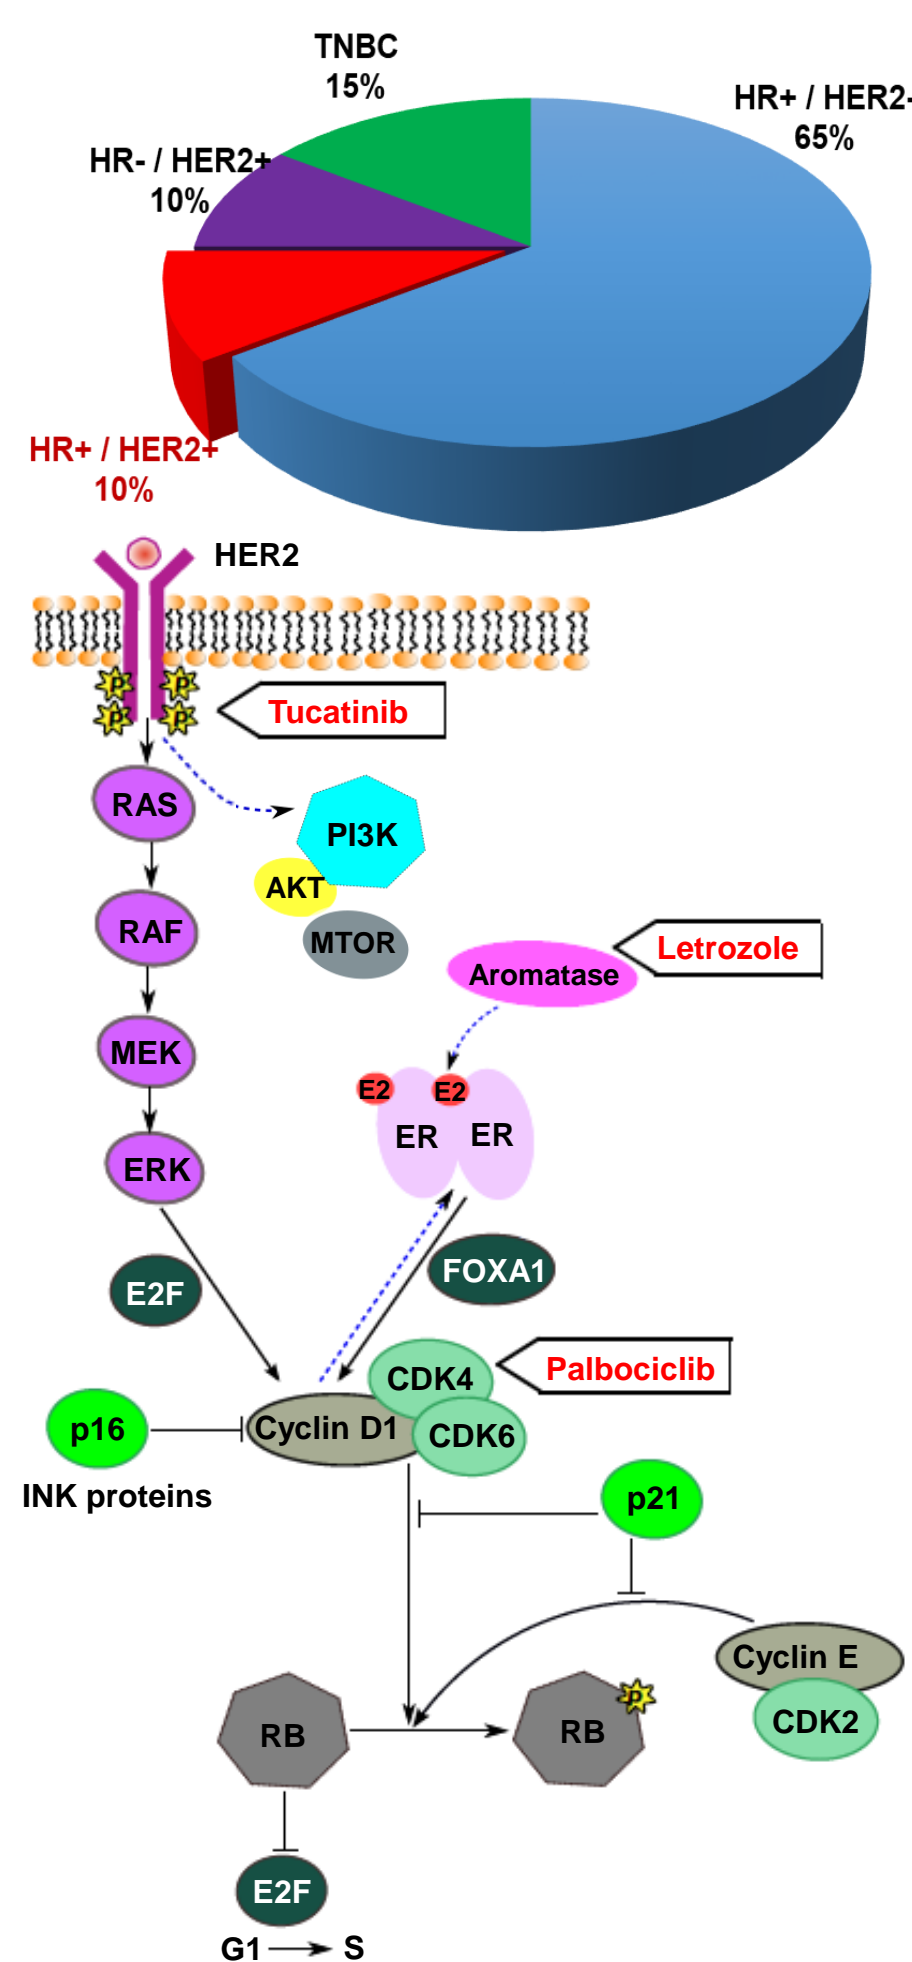 TNBC
15%
HR+ / HER2-
65%
HR- / HER2+
10%
HR+ / HER2+
10%
HER2
P
P
P
P
Tucatinib
RAS
PI3K
AKT
RAF
MTOR
Letrozole
Aromatase
MEK
E2
E2
ER
ER
ERK
FOXA1
E2F
Palbociclib
CDK4
p16
Cyclin D1
CDK6
INK proteins
p21
Cyclin E
P
RB
RB
CDK2
E2F
G1
S